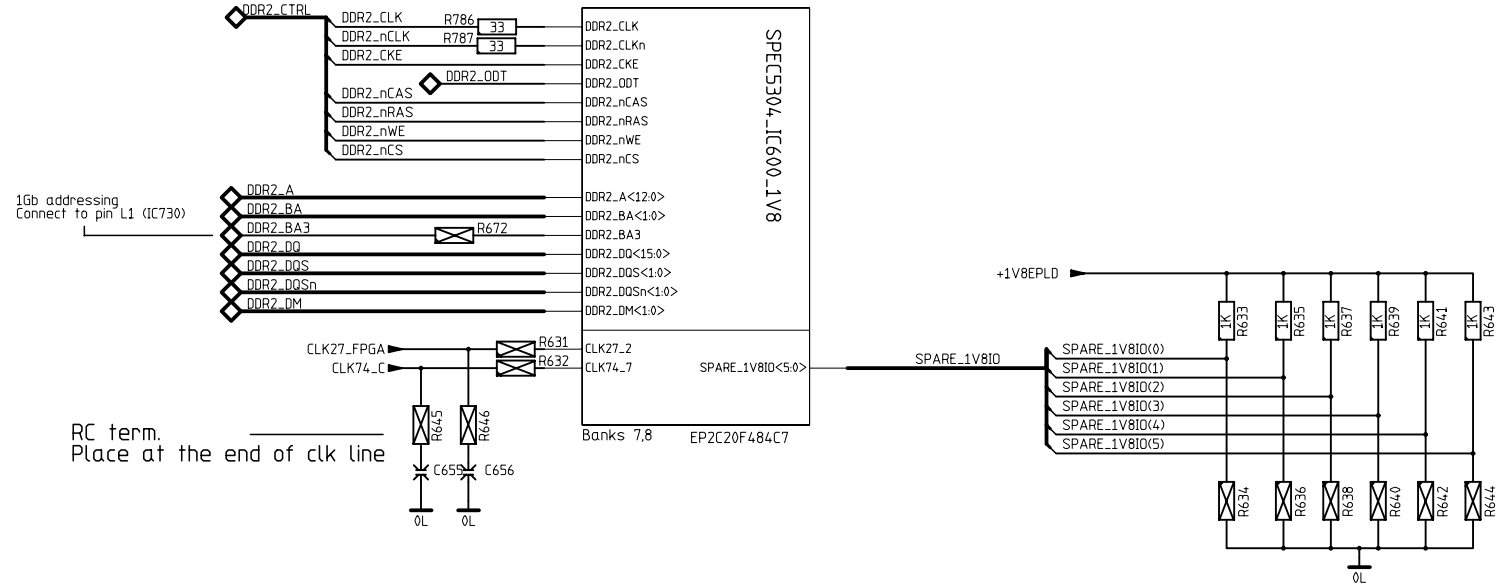 DDR2_CTRL
DDR2_CLK
R786
33
DDR2_nCLK
R787
33
DDR2_CKE
DDR2_ODT
DDR2_nCAS
DDR2_nRAS
DDR2_nWE
DDR2_nCS
DDR2_CLK
DDR2_CLKn
DDR2_CKE
DDR2_ODT
DDR2_nCAS
DDR2_nRAS
DDR2_nWE
DDR2_nCS
SPEC5304_IC600_1V8
1Gb addressing
Connect to pin L1 (IC730)
DDR2_A
DDR2_BA
DDR2_BA3
R672
DDR2_DQ
DDR2_DQS
DDR2_DQSn
DDR2_DM
DDR2_A<12:0>
DDR2_BA<1:0>
DDR2_BA3
DDR2_DQ<15:0>
DDR2_DQS<1:0>
DDR2_DQSn<1:0>
DDR2_DM<1:0>
CLK27_FPGA
R631
CLK27_2
CLK74_C
R632
CLK74_7
SPARE_1V8IO<5:0>
SPARE_1V8IO
Banks 7,8
EP2C20F484C7
RC term.
Place at the end of clk line
R645
R646
C655
C656
0L
0L
+1V8EPLD
1K
R633
1K
R635
1K
R637
1K
R639
1K
R641
1K
R643
SPARE_1V8IO(0)
SPARE_1V8IO(1)
SPARE_1V8IO(2)
SPARE_1V8IO(3)
SPARE_1V8IO(4)
SPARE_1V8IO(5)
R634
R636
R638
R640
R642
R644
0L